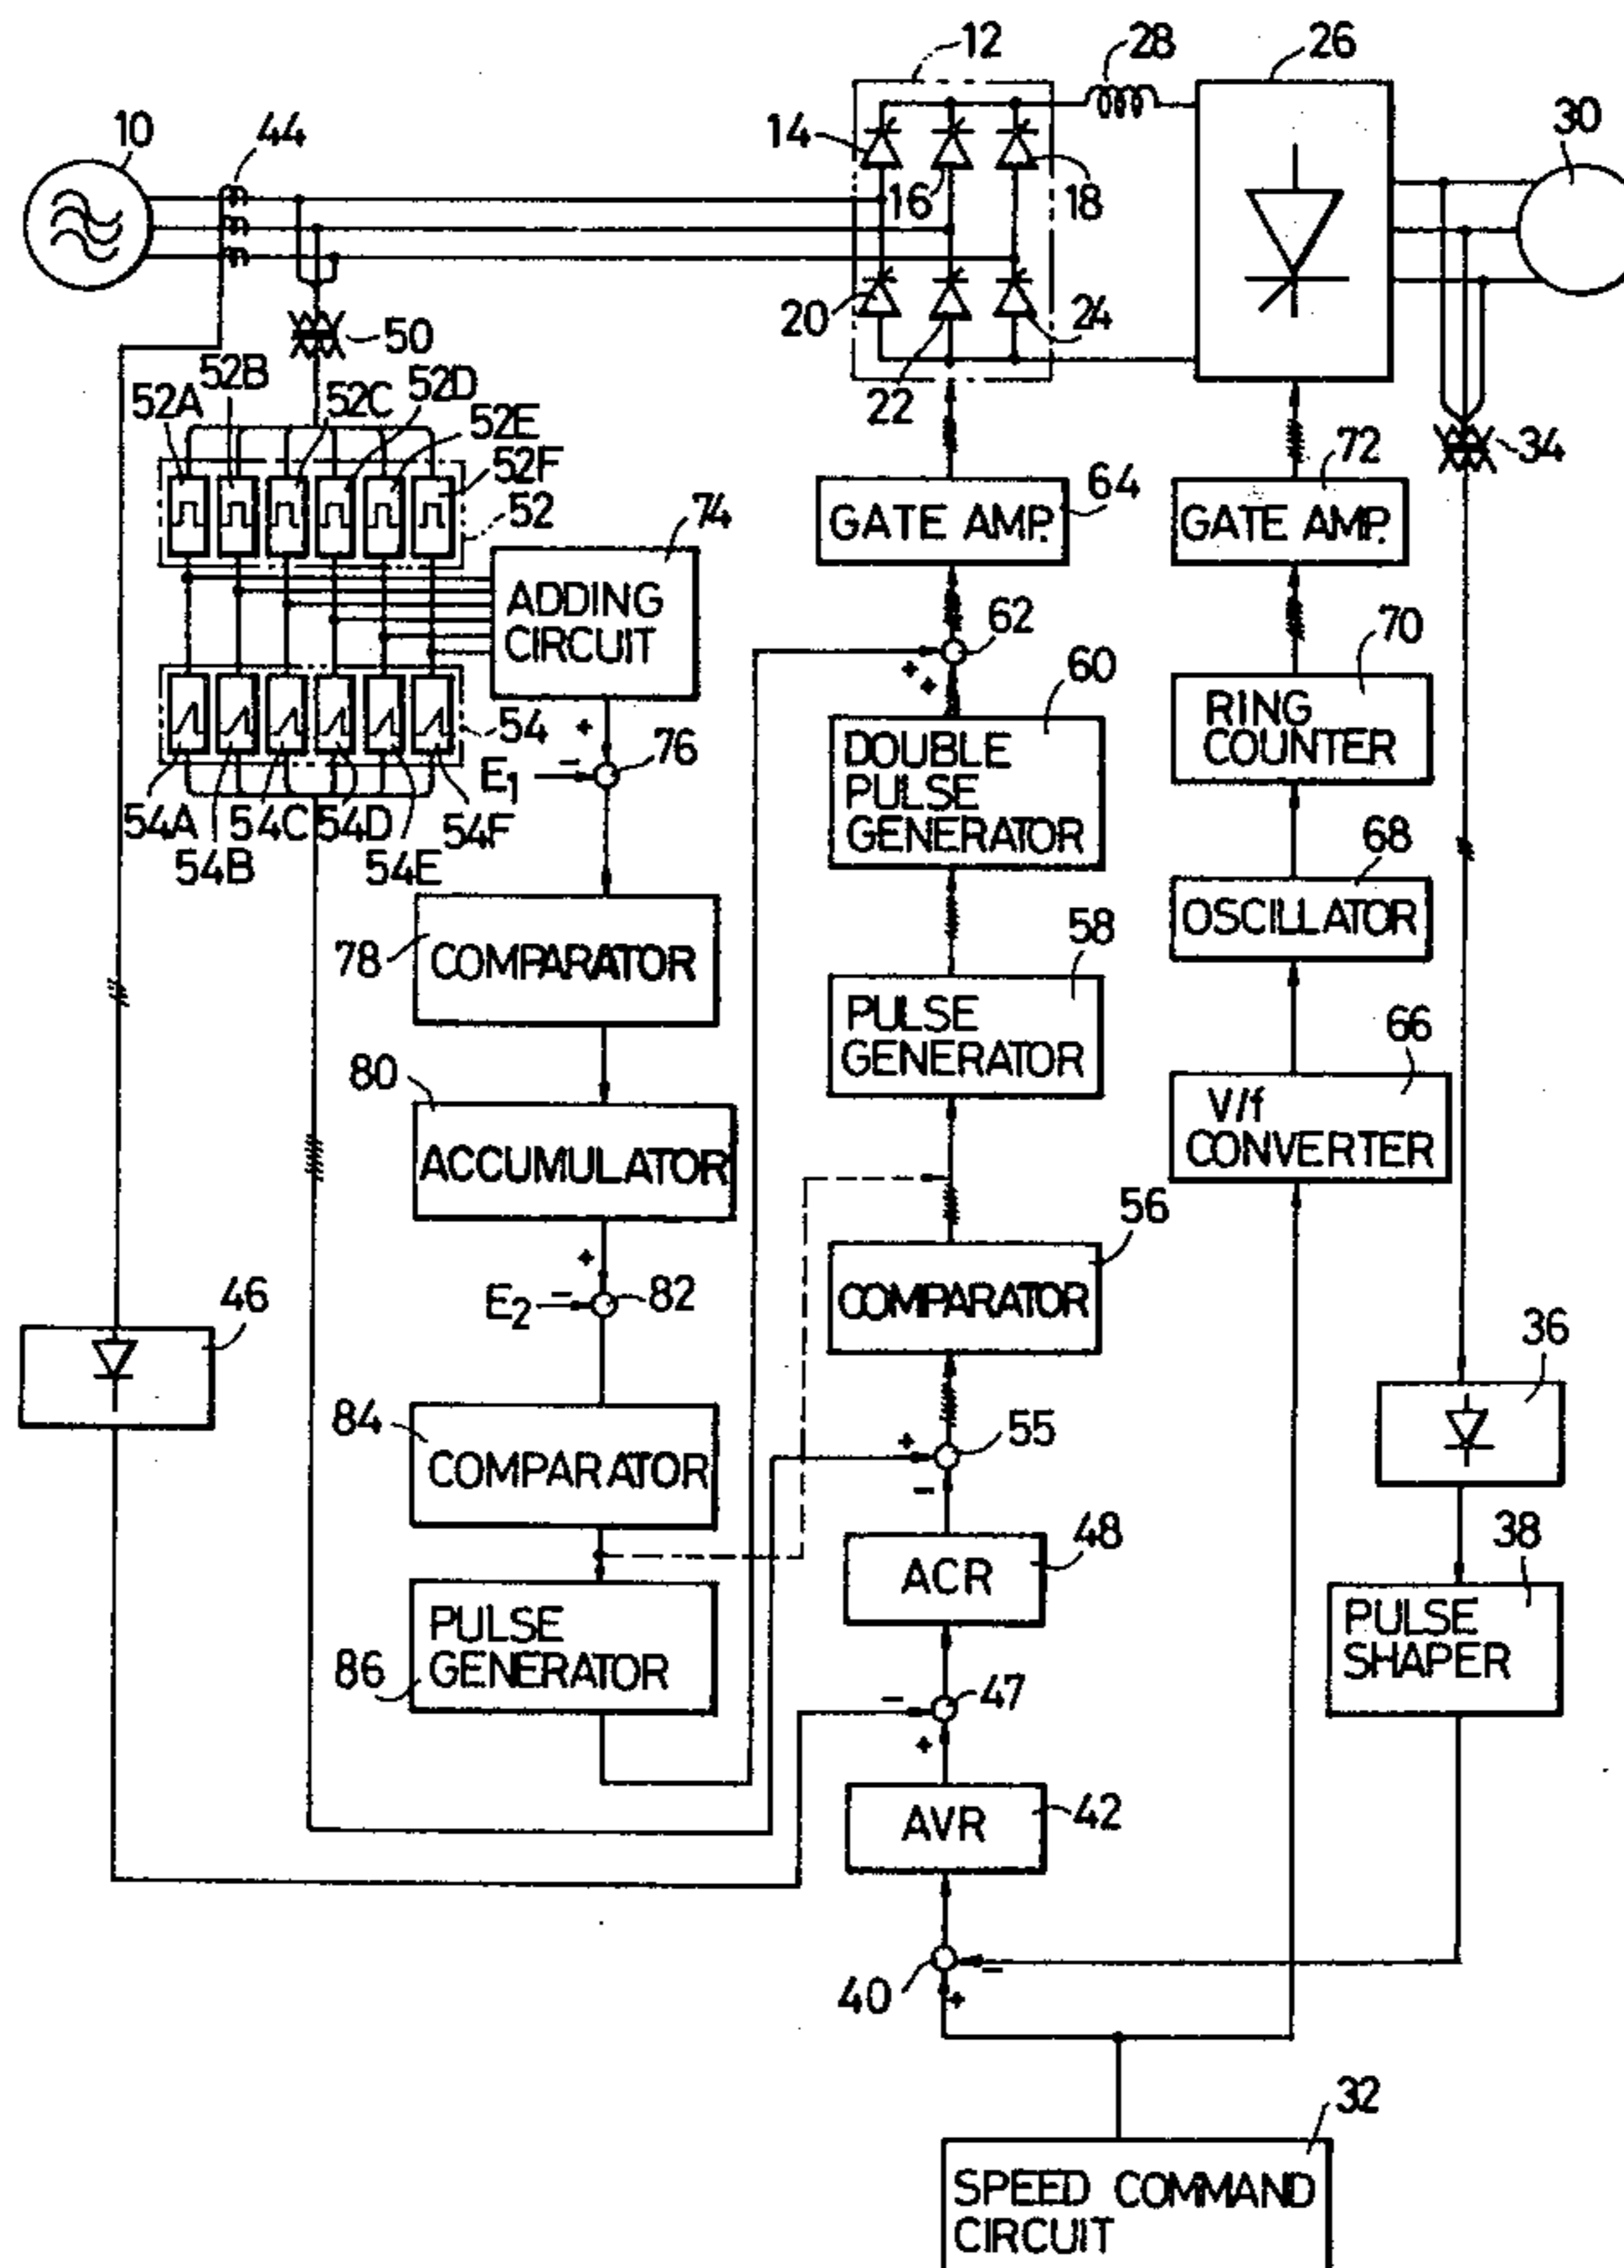 12
28
26
10
44
14
30
16
18
20
24
50
52B
52D
22
52A
52C
52E
34
52F
72
52
74
64
GATE AMP.
GATE AMP.
ADDING
CIRCUIT
62
70
60
RING
COUNTER
54
+
+
+
DOUBLE
PULSE
GENERATOR
76
E1
−
54A
54C
54D
54F
68
54B
54E
OSCILLATOR
58
78
COMPARATOR
PULSE
GENERATOR
66
80
V/f
CONVERTER
ACCUMULATOR
56
+
46
E2
−
82
COMPARATOR
36
84
COMPARATOR
+
55
−
48
38
ACR
PULSE
GENERATOR
86
PULSE
SHAPER
−
47
+
AVR
42
40
−
+
32
SPEED COMMAND
CIRCUIT